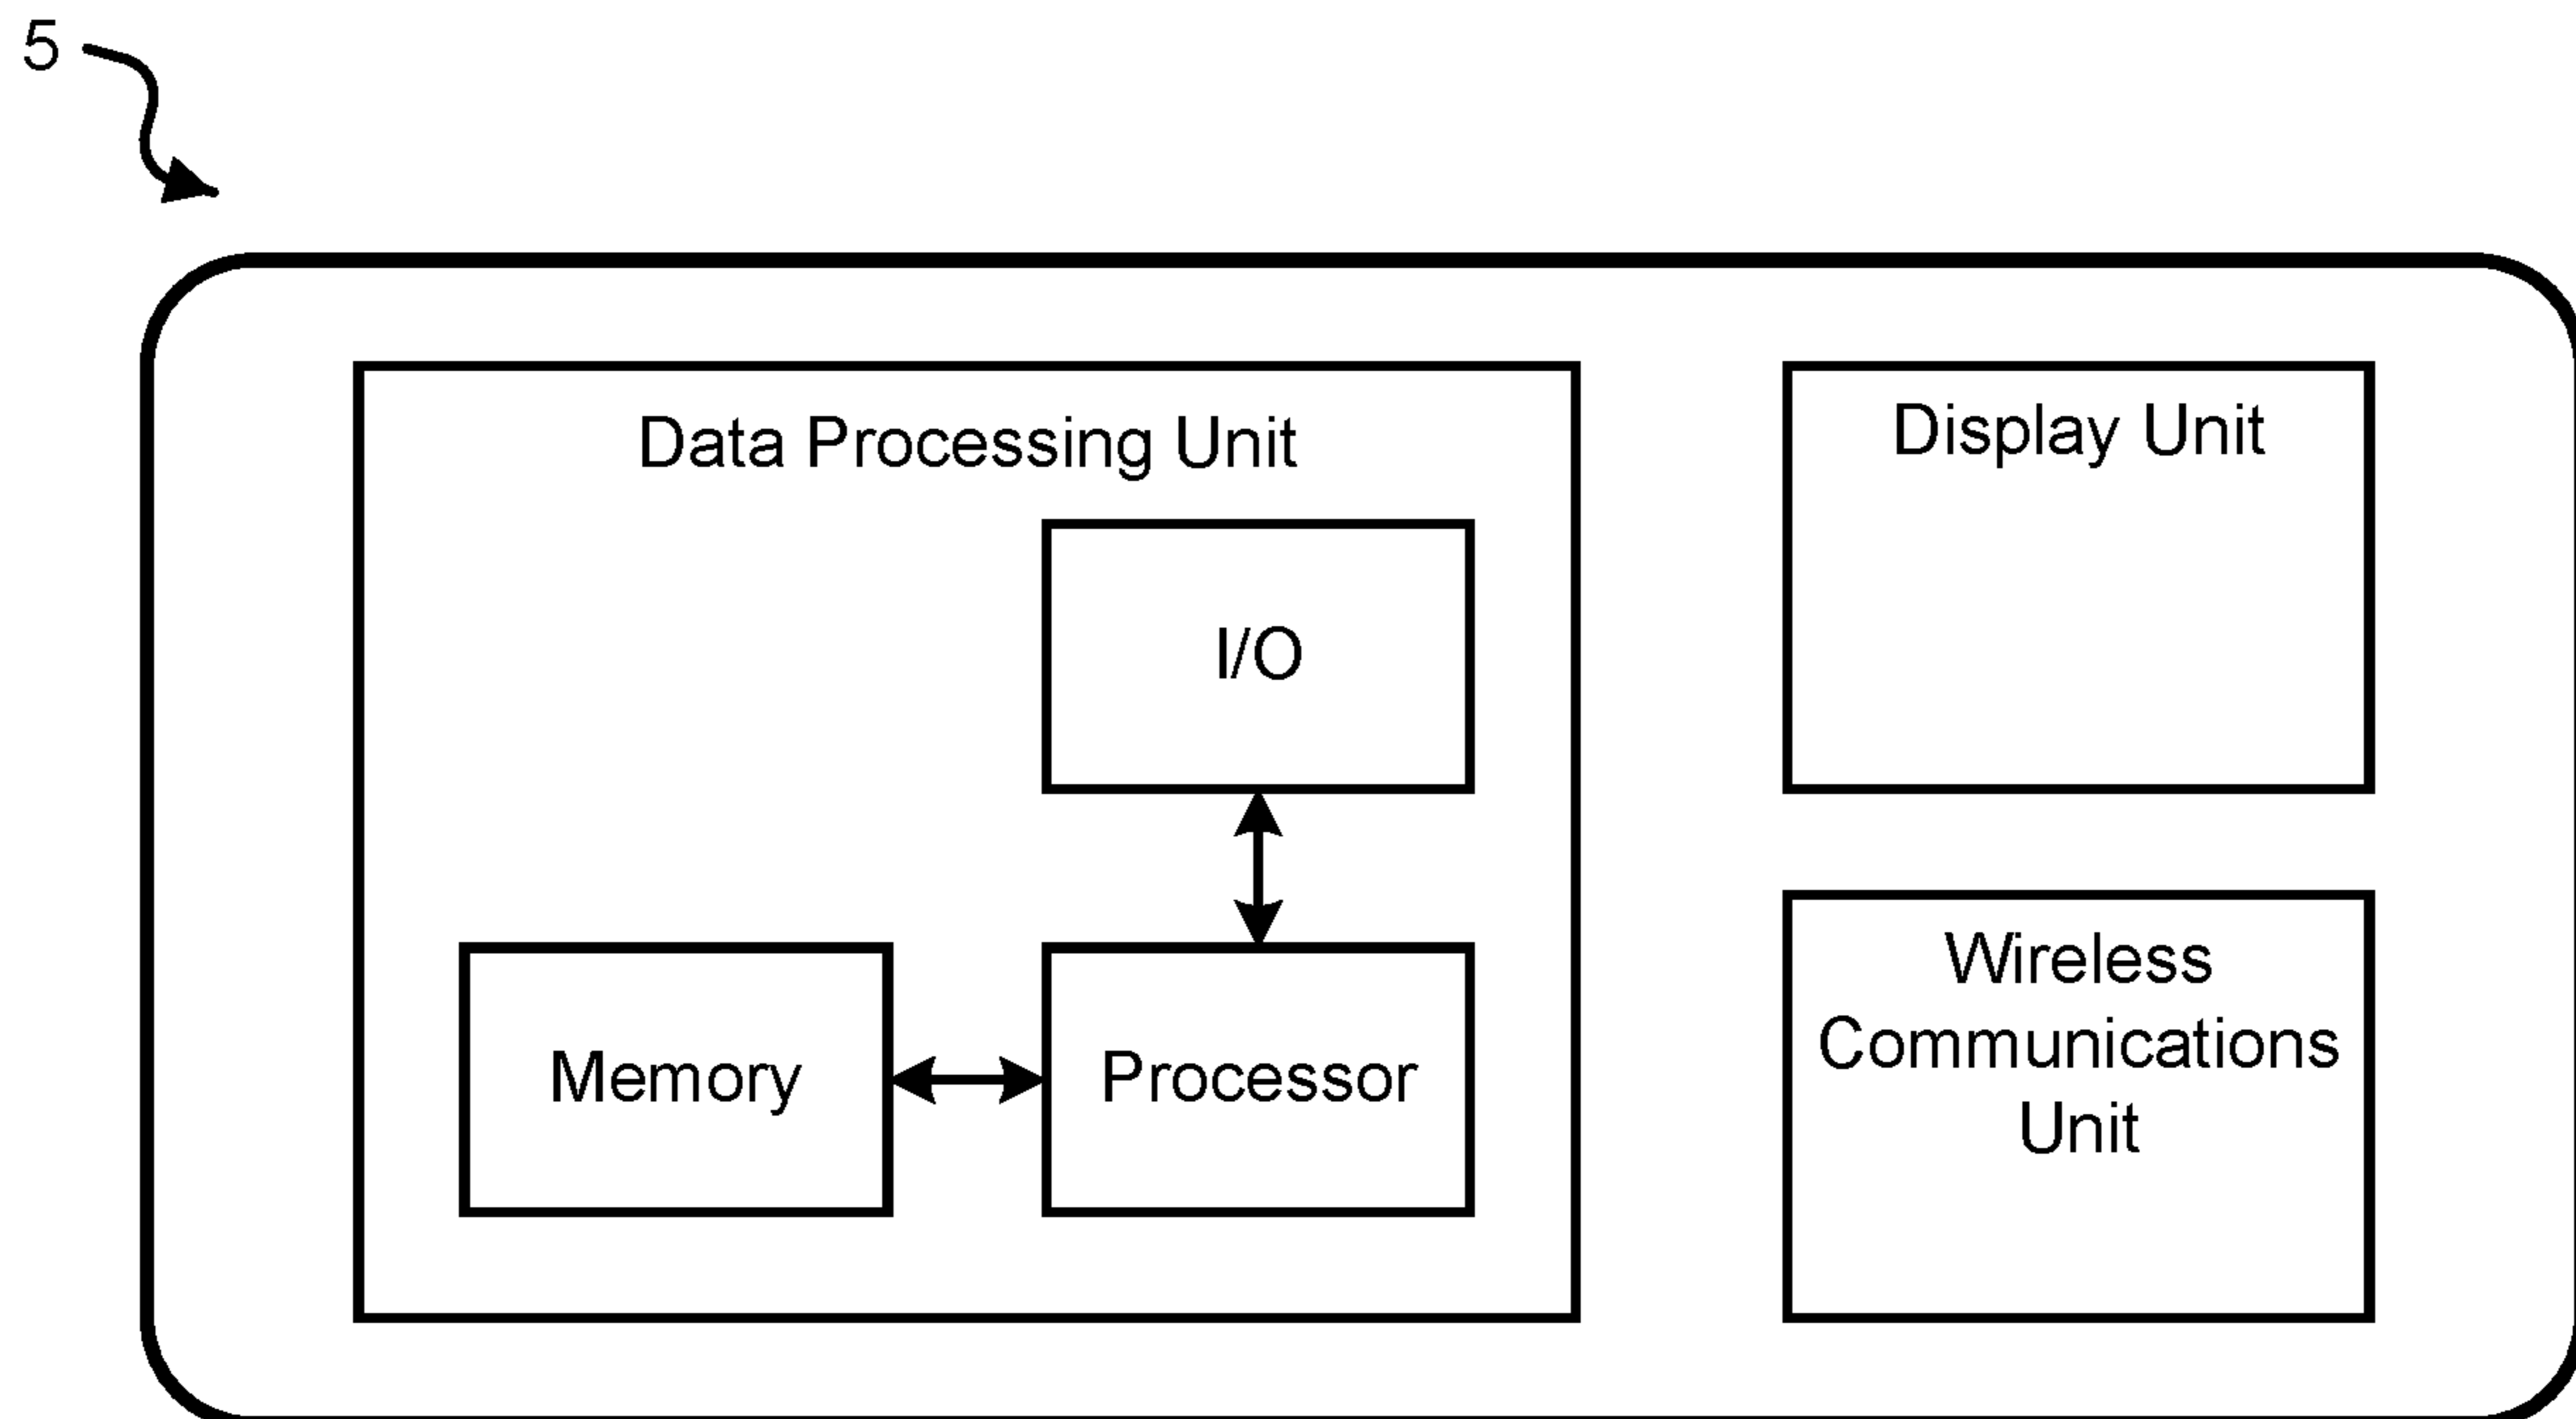 5
Data Processing Unit
I/O
Memory
Processor
Display Unit
Wireless
Communications
Unit